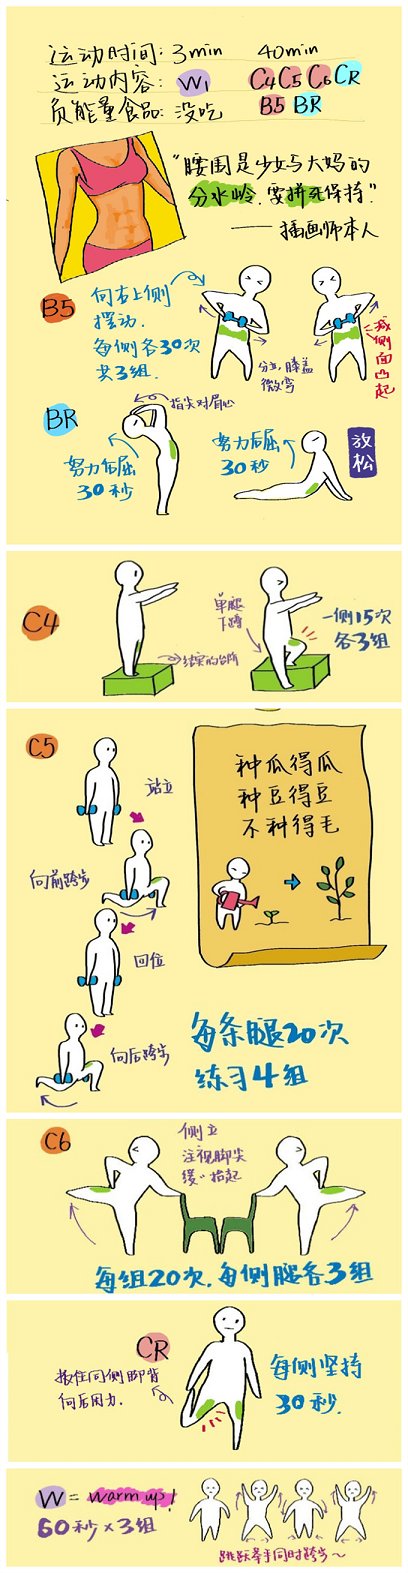 运动时间: 3min 40min
运动内容: W1 C4 C5 C6 CR
负能量食品: 没吃 B5 BR
"腰围是少女与大妈的
分水岭.要拼死保持."
——插画师本人
B5
向右上侧
摆动.
每侧各30次
共3组.
分立,膝盖
微弯
减侧面凸起
BR
指尖对眉心
努力后屈
30秒
努力后屈
30秒
放松
C4
结实的台阶
单腿
下蹲
一侧15次
各3组
C5
站立
向前跨步
回位
向后跨步
种瓜得瓜
种豆得豆
不种得毛
每条腿20次
练习4组
C6
侧立
注视脚尖
缓缓抬起
每组20次.每侧腿各3组
CR
扳住同侧脚背
向后用力.
每侧坚持
30秒.
W = warm up!
60秒×3组
跳跃举手同时跨步~